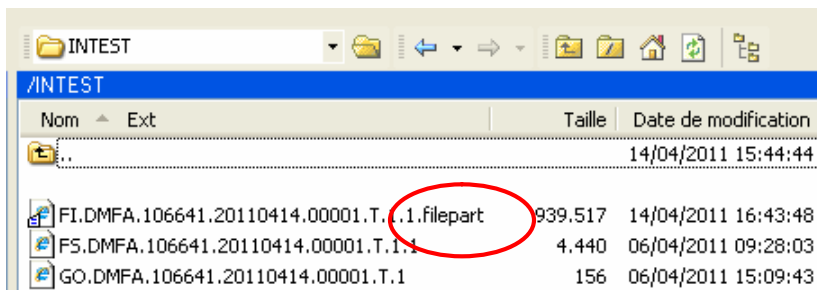 INTEST
/INTEST
Nom Ext Taille Date de modification
.. 14/04/2011 15:44:44
FI.DMFA.106641.20110414.00001.T.1.1.filepart 939.517 14/04/2011 16:43:48
FS.DMFA.106641.20110414.00001.T.1.1 4.440 06/04/2011 09:28:03
GO.DMFA.106641.20110414.00001.T.1 156 06/04/2011 15:09:43